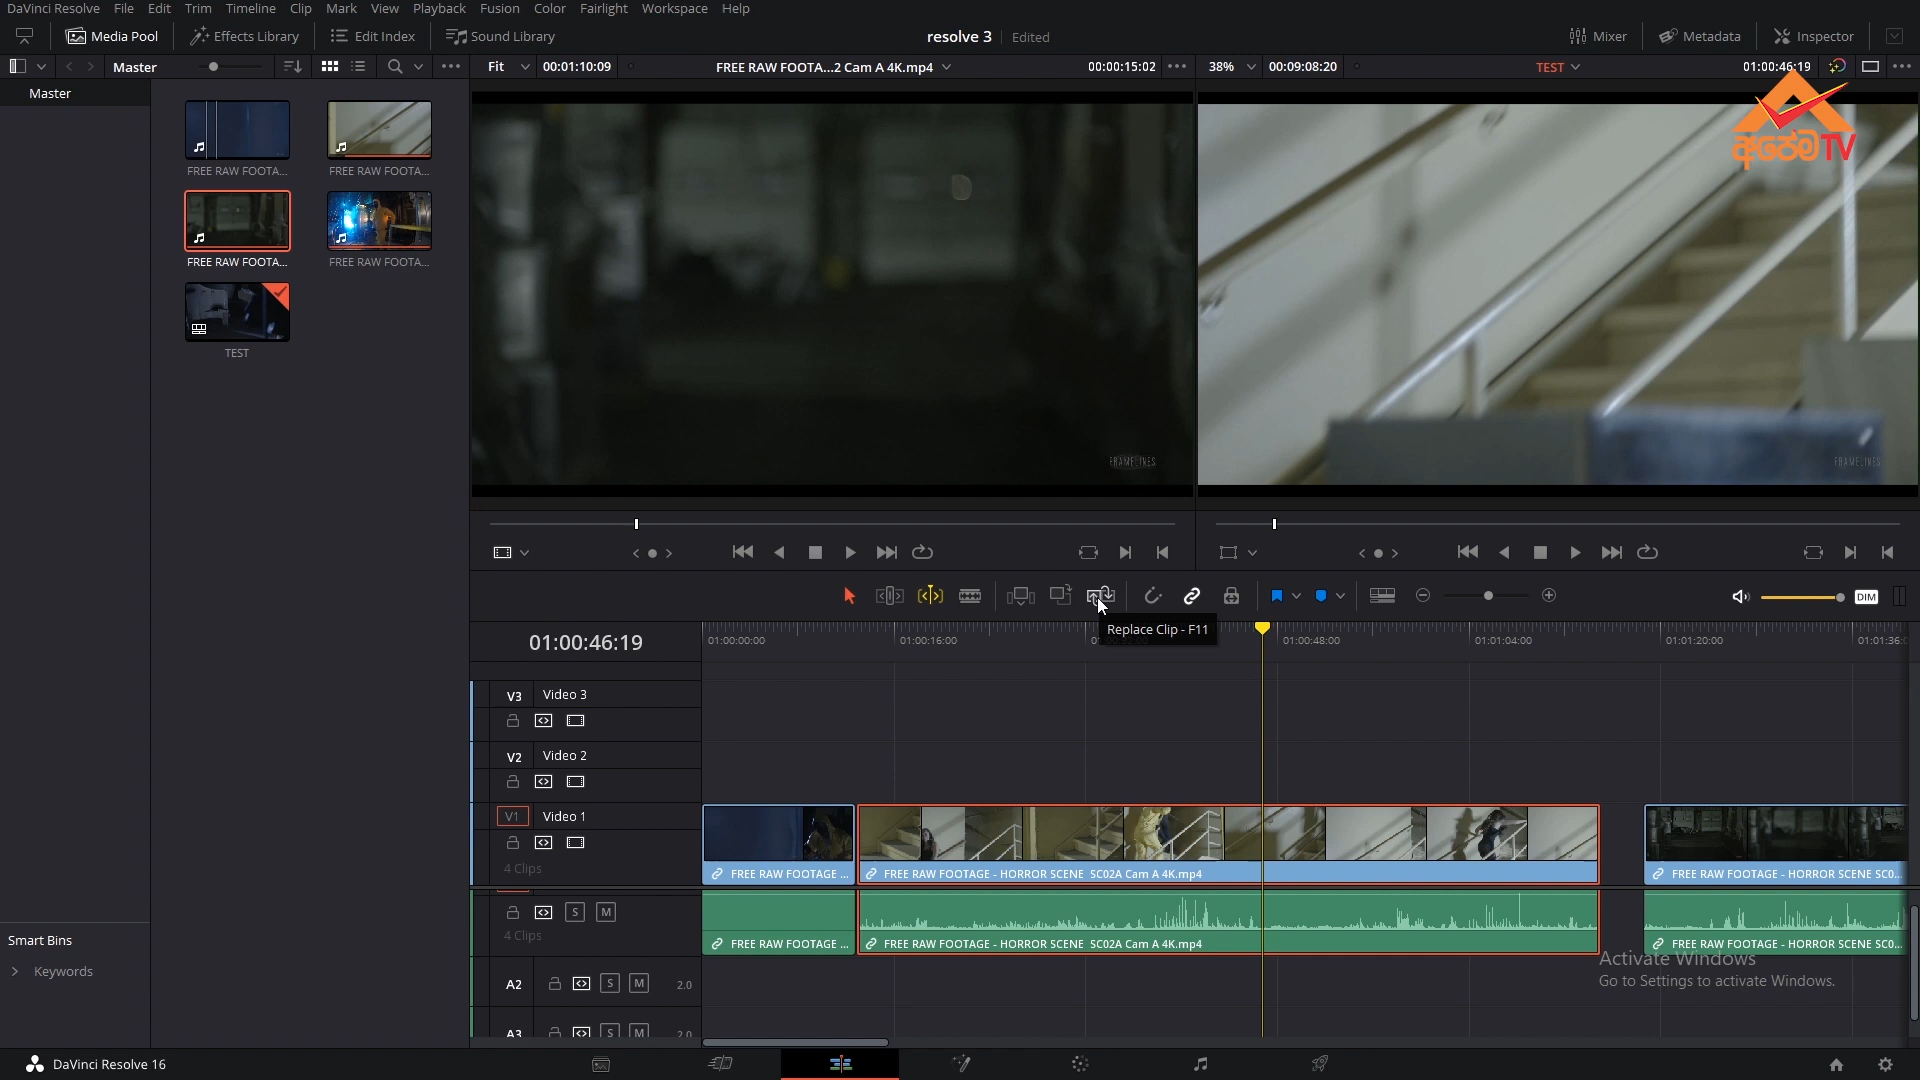 DaVinci Resolve File Edit Trim Timeline Clip Mark View Playback Fusion Color Fairlight Workspace Help
Media Pool Effects Library Edit Index Sound Library resolve 3 Edited Mixer Metadata Inspector
Master Fit 00:01:10:09 FREE RAW FOOTA...2 Cam A 4K.mp4 00:00:15:02 38% 00:09:08:20 TEST 01:00:46:19
Master
අපේම TV
FREE RAW FOOTA... FREE RAW FOOTA...
FREE RAW FOOTA... FREE RAW FOOTA...
TEST
FRAMELINES FRAMELINES
DIM
Replace Clip - F11
01:00:46:19 01:00:00:00 01:00:16:00 01:00:48:00 01:01:04:00 01:01:20:00 01:01:36:0
V3 Video 3
V2 Video 2
V1 Video 1
4 Clips
FREE RAW FOOTAGE ... FREE RAW FOOTAGE - HORROR SCENE SC02A Cam A 4K.mp4 FREE RAW FOOTAGE - HORROR SCENE SC0...
S M
4 Clips
FREE RAW FOOTAGE ... FREE RAW FOOTAGE - HORROR SCENE SC02A Cam A 4K.mp4 FREE RAW FOOTAGE - HORROR SCENE SC0...
Smart Bins
Keywords
Activate Windows
Go to Settings to activate Windows.
A2 S M 2.0
A3 S M 2.0
DaVinci Resolve 16